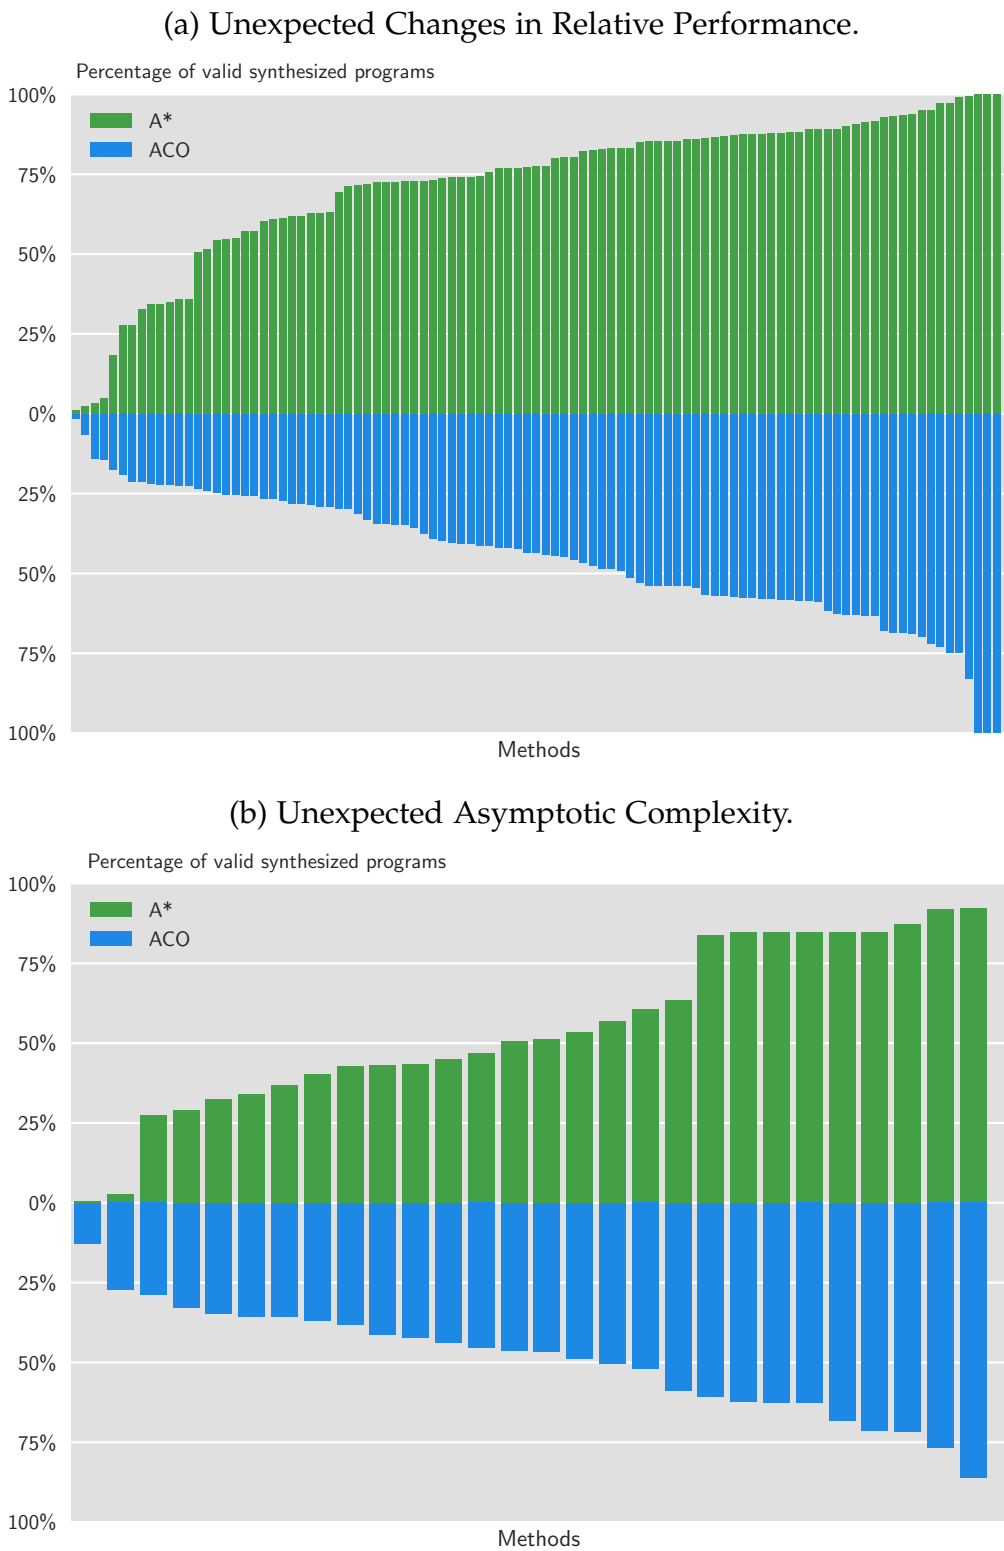 (a) Unexpected Changes in Relative Performance.
Percentage of valid synthesized programs
100%
A*
ACO
75%
50%
25%
0%
25%
50%
75%
100%
Methods
(b) Unexpected Asymptotic Complexity.
Percentage of valid synthesized programs
100%
A*
ACO
75%
50%
25%
0%
25%
50%
75%
100%
Methods